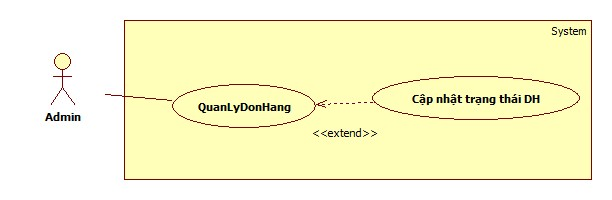 System
QuanLyDonHang
Cập nhật trạng thái DH
Admin
<<extend>>